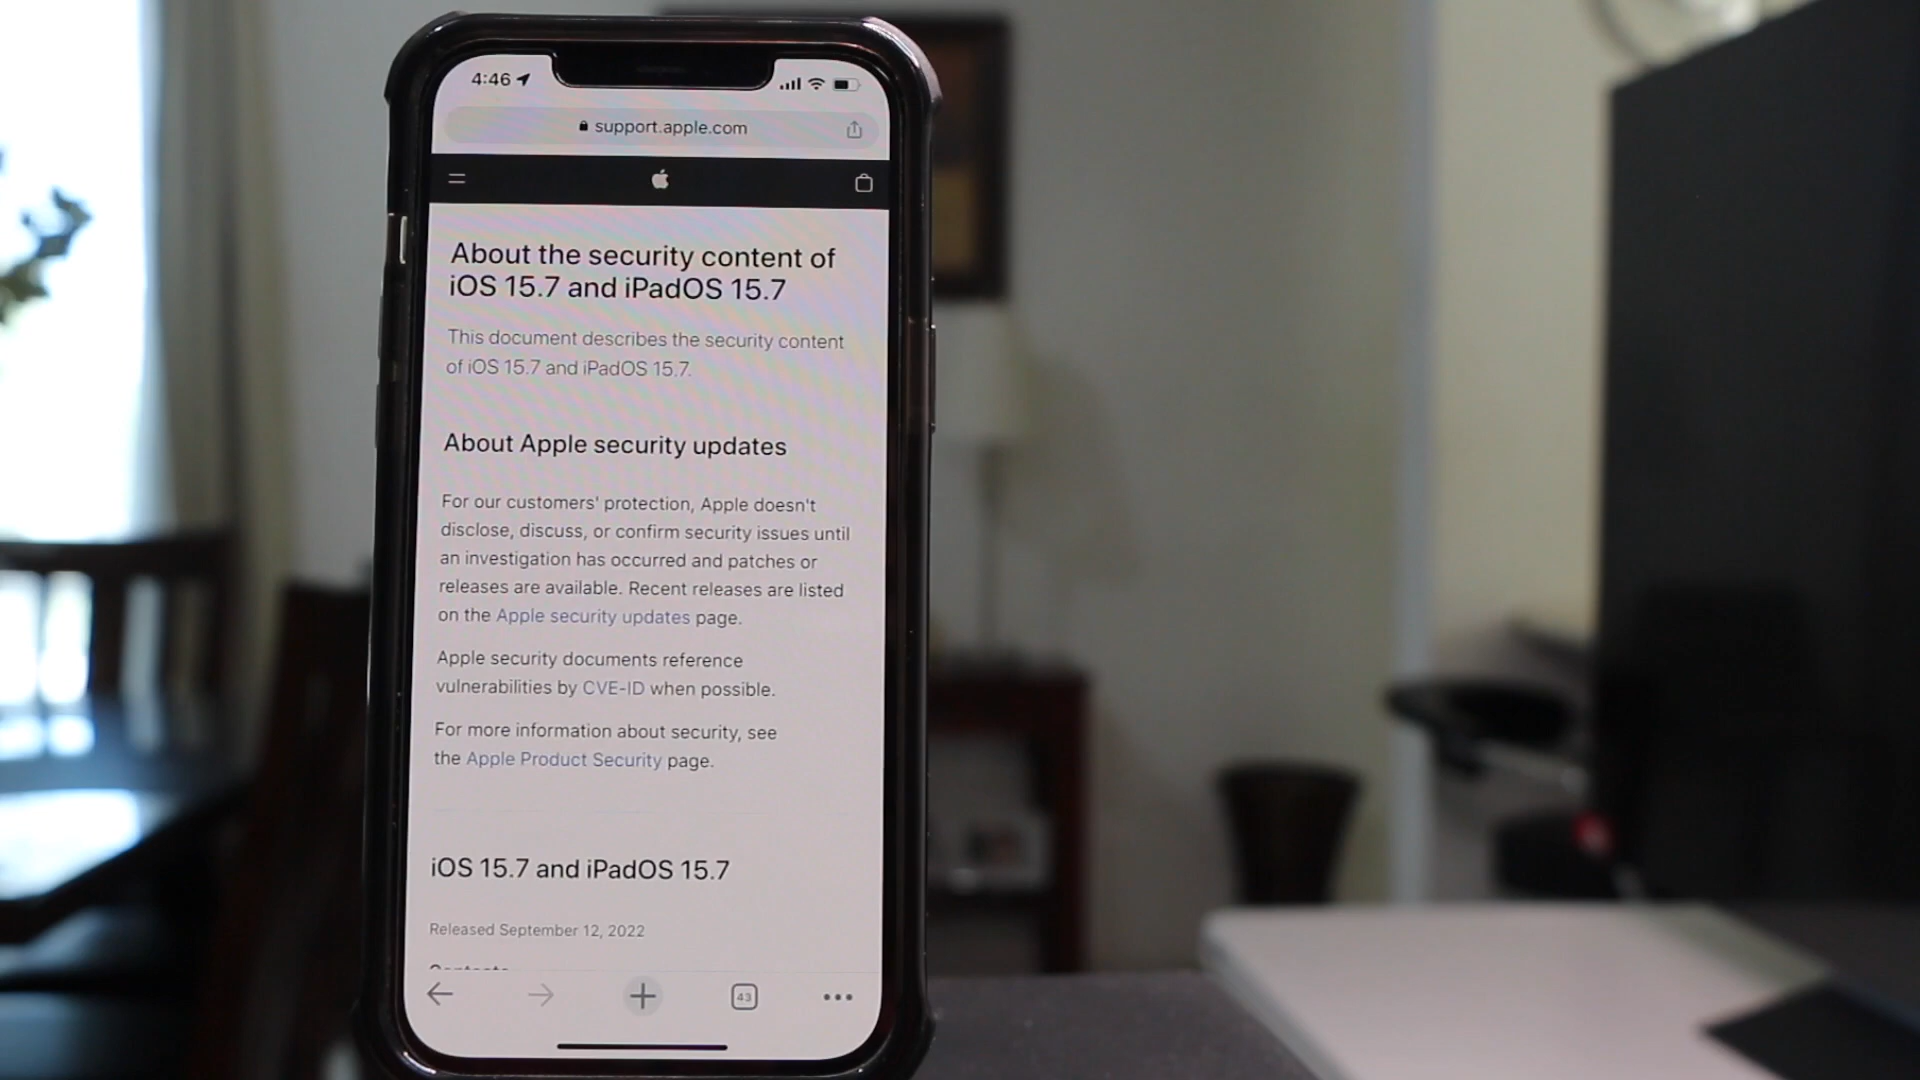 4:46
support.apple.com
About the security content of
iOS 15.7 and iPadOS 15.7
This document describes the security content
of iOS 15.7 and iPadOS 15.7.
About Apple security updates
For our customers' protection, Apple doesn't
disclose, discuss, or confirm security issues until
an investigation has occurred and patches or
releases are available. Recent releases are listed
on the Apple security updates page.
Apple security documents reference
vulnerabilities by CVE-ID when possible.
For more information about security, see
the Apple Product Security page.
iOS 15.7 and iPadOS 15.7
Released September 12, 2022
43